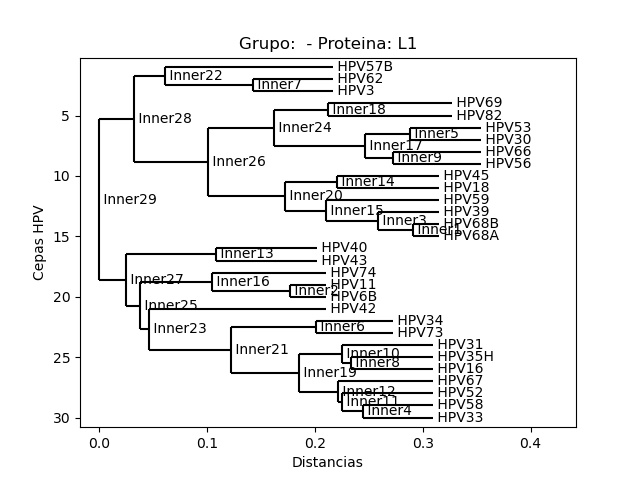 Grupo:  - Proteina: L1
HPV57B
Inner22
HPV62
Inner7
HPV3
HPV69
Inner18
5
HPV82
Inner28
Inner24
HPV53
Inner5
HPV30
Inner17
HPV66
Inner26
Inner9
HPV56
10
HPV45
Inner14
HPV18
Inner20
HPV59
Inner29
Inner15
HPV39
Inner3
HPV68B
Inner1
15
HPV68A
HPV40
Inner13
HPV43
HPV74
Inner27
Inner16
HPV11
Inner2
20
HPV6B
Inner25
HPV42
HPV34
Inner23
Inner6
HPV73
HPV31
Inner21
Inner10
25
HPV35H
Inner8
HPV16
Inner19
HPV67
Inner12
HPV52
Inner11
HPV58
Inner4
30
HPV33
Cepas HPV
0.0 0.1 0.2 0.3 0.4
Distancias